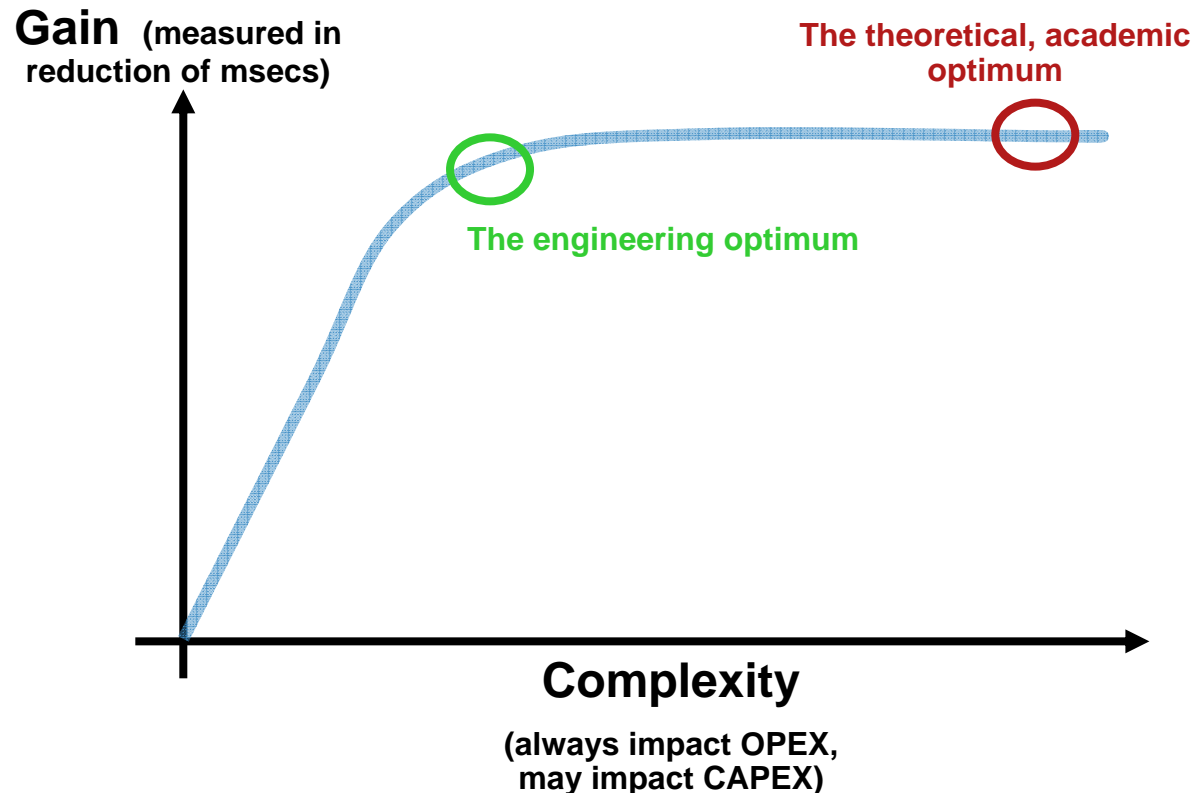 Gain (measured in
reduction of msecs)
The theoretical, academic
optimum
The engineering optimum
Complexity
(always impact OPEX,
may impact CAPEX)